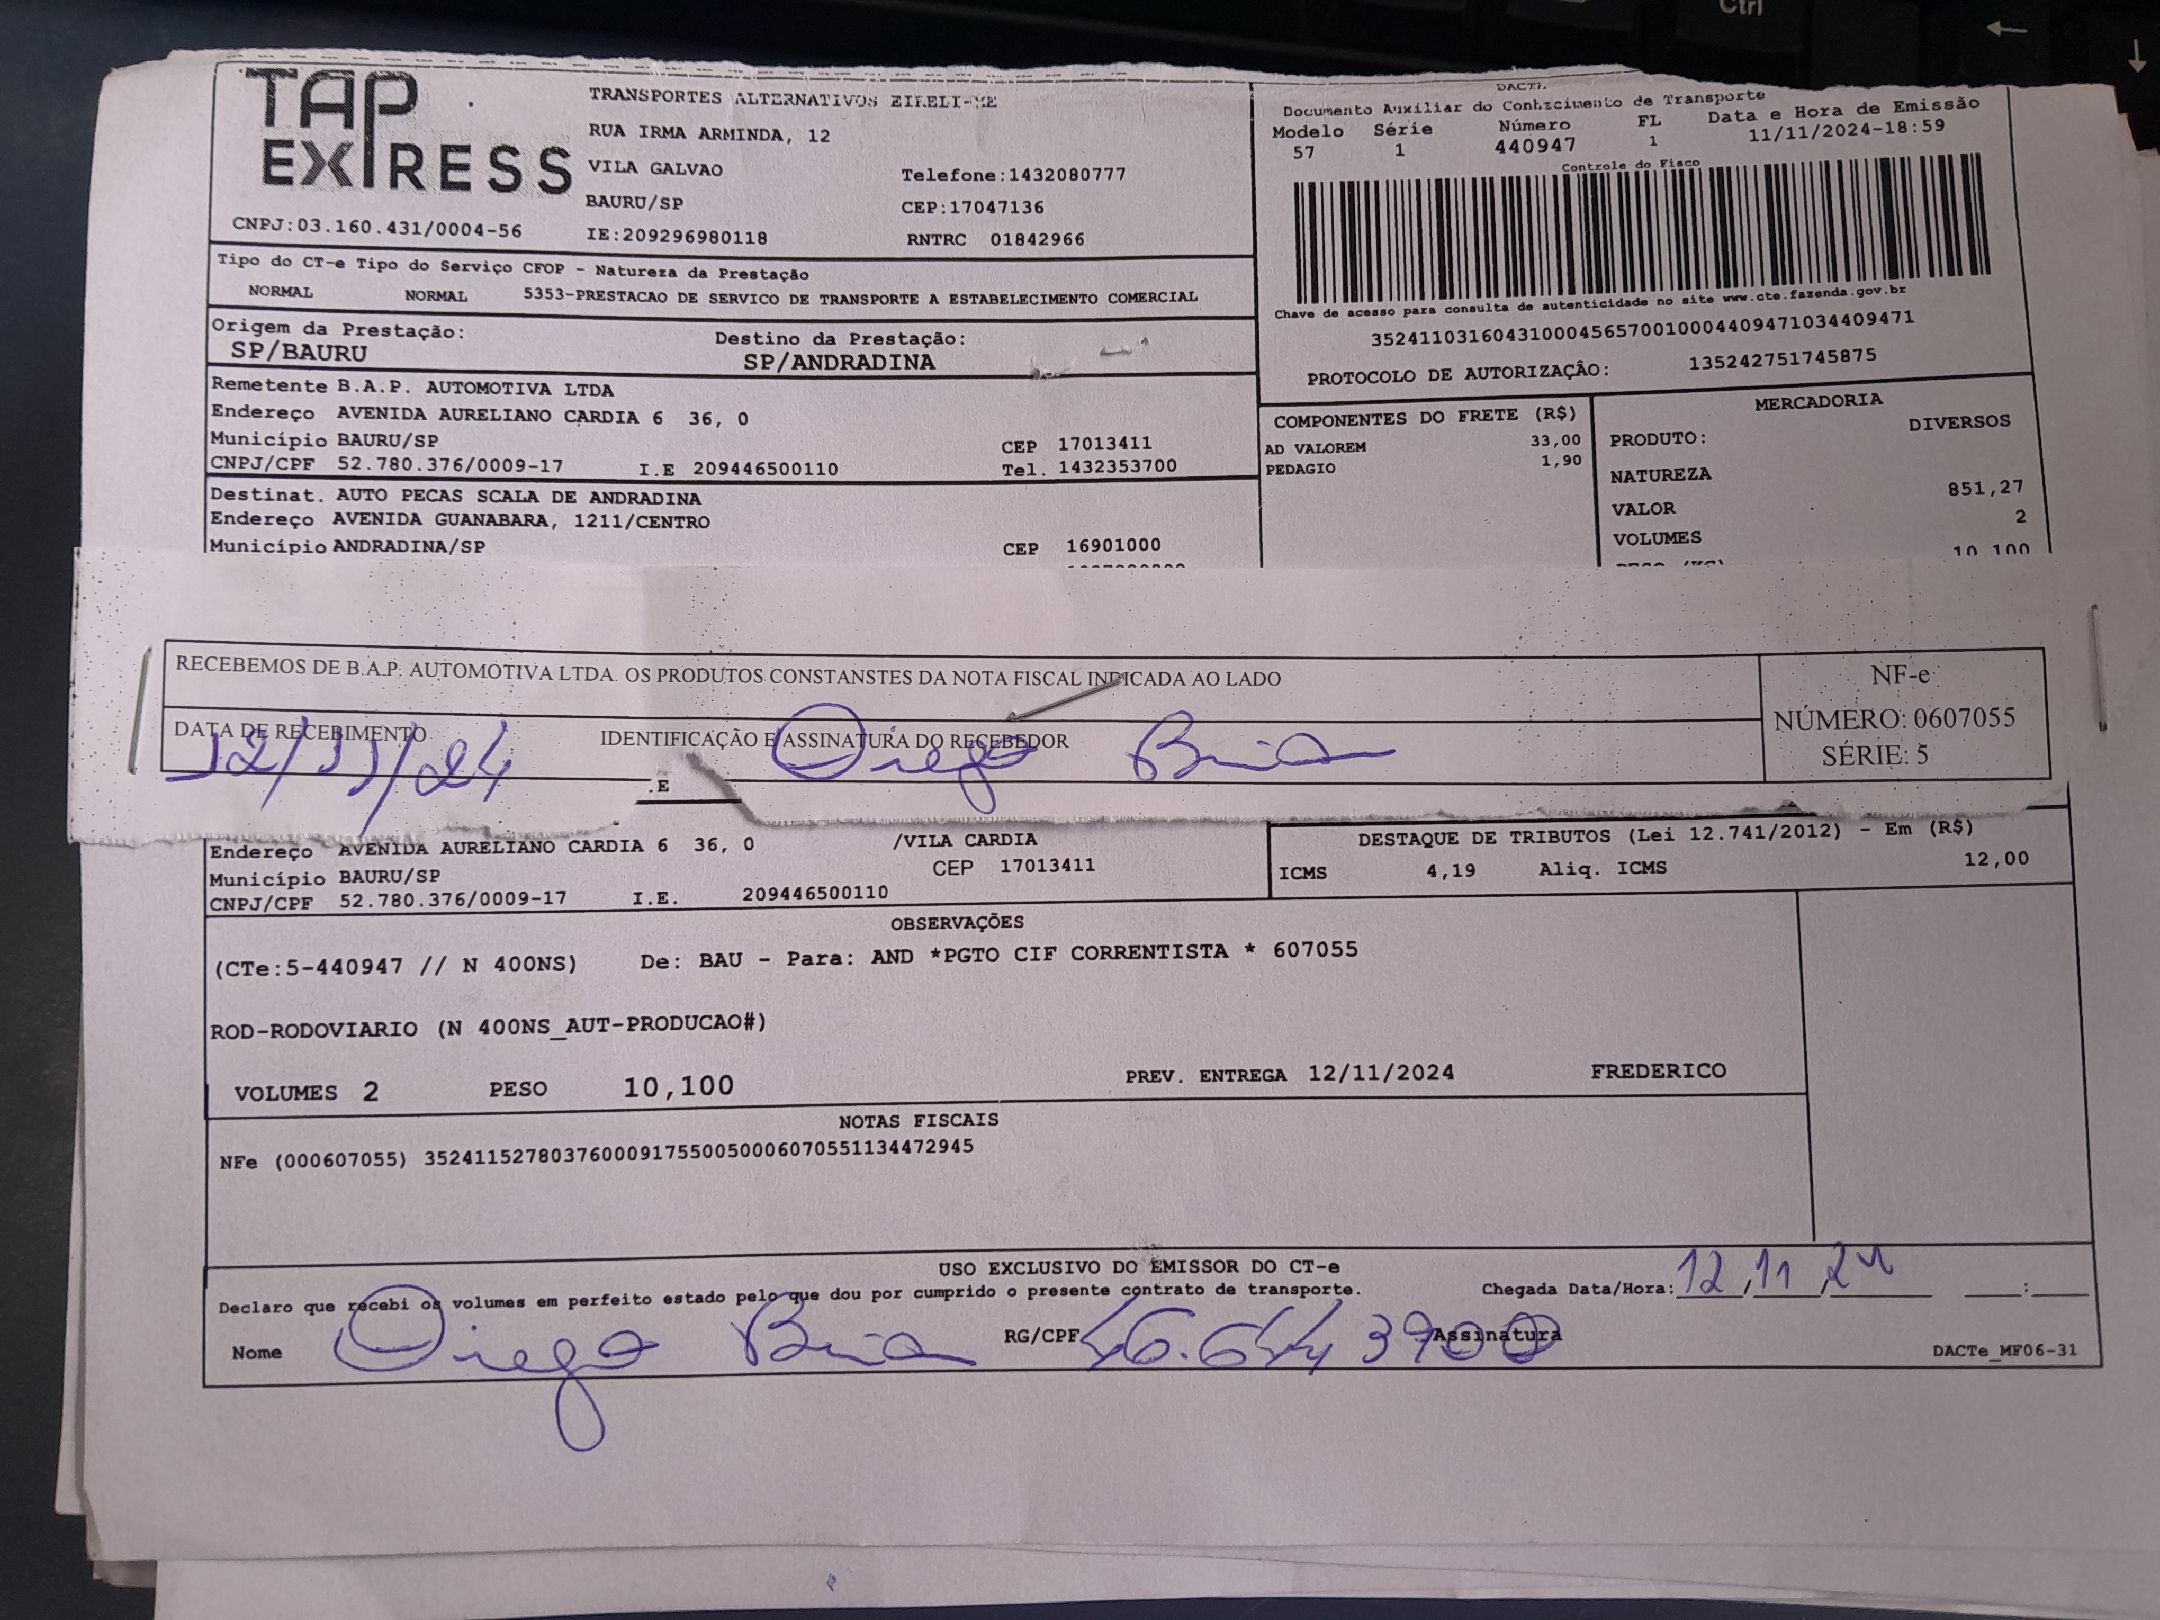 Ctrl
TAP EXPRESS
TRANSPORTES ALTERNATIVOS EIRELI-ME
RUA IRMA ARMINDA, 12
VILA GALVAO Telefone:1432080777
BAURU/SP CEP:17047136
CNPJ:03.160.431/0004-56 IE:209296980118 RNTRC 01842966
DACTE
Documento Auxiliar do Conhecimento de Transporte
Modelo Série Número FL Data e Hora de Emissão
57 1 440947 1 11/11/2024-18:59
Controle do Fisco
Chave de acesso para consulta de autenticidade no site www.cte.fazenda.gov.br
35241103160431000456570010004409471034409471
PROTOCOLO DE AUTORIZAÇÂO: 135242751745875
Tipo do CT-e Tipo do Serviço CFOP - Natureza da Prestação
NORMAL NORMAL 5353-PRESTACAO DE SERVICO DE TRANSPORTE A ESTABELECIMENTO COMERCIAL
Origem da Prestação: Destino da Prestação:
SP/BAURU SP/ANDRADINA
Remetente B.A.P. AUTOMOTIVA LTDA
Endereço AVENIDA AURELIANO CARDIA 6 36, 0
Município BAURU/SP CEP 17013411
CNPJ/CPF 52.780.376/0009-17 I.E 209446500110 Tel. 1432353700
Destinat. AUTO PECAS SCALA DE ANDRADINA
Endereço AVENIDA GUANABARA, 1211/CENTRO
Município ANDRADINA/SP CEP 16901000
COMPONENTES DO FRETE (R$)
AD VALOREM 33,00
PEDAGIO 1,90
MERCADORIA
PRODUTO: DIVERSOS
NATUREZA
VALOR 851,27
VOLUMES 2
10,100
RECEBEMOS DE B.A.P. AUTOMOTIVA LTDA. OS PRODUTOS CONSTANSTES DA NOTA FISCAL INDICADA AO LADO
DATA DE RECEBIMENTO IDENTIFICAÇÃO E ASSINATURA DO RECEBEDOR
12/11/24 Diego
NF-e
NÚMERO: 0607055
SÉRIE: 5
.E
Endereço AVENIDA AURELIANO CARDIA 6 36, 0 /VILA CARDIA
Município BAURU/SP CEP 17013411
CNPJ/CPF 52.780.376/0009-17 I.E. 209446500110
DESTAQUE DE TRIBUTOS (Lei 12.741/2012) - Em (R$)
ICMS 4,19 Aliq. ICMS 12,00
OBSERVAÇÕES
(CTe:5-440947 // N 400NS) De: BAU - Para: AND *PGTO CIF CORRENTISTA * 607055
ROD-RODOVIARIO (N 400NS_AUT-PRODUCAO#)
VOLUMES 2 PESO 10,100 PREV. ENTREGA 12/11/2024 FREDERICO
NOTAS FISCAIS
NFe (000607055) 35241152780376000917550050006070551134472945
USO EXCLUSIVO DO EMISSOR DO CT-e
Declaro que recebi os volumes em perfeito estado pelo que dou por cumprido o presente contrato de transporte. Chegada Data/Hora: 12 11 24 :
Nome Diego RG/CPF 46.644 3900 Assinatura
DACTe_MF06-31